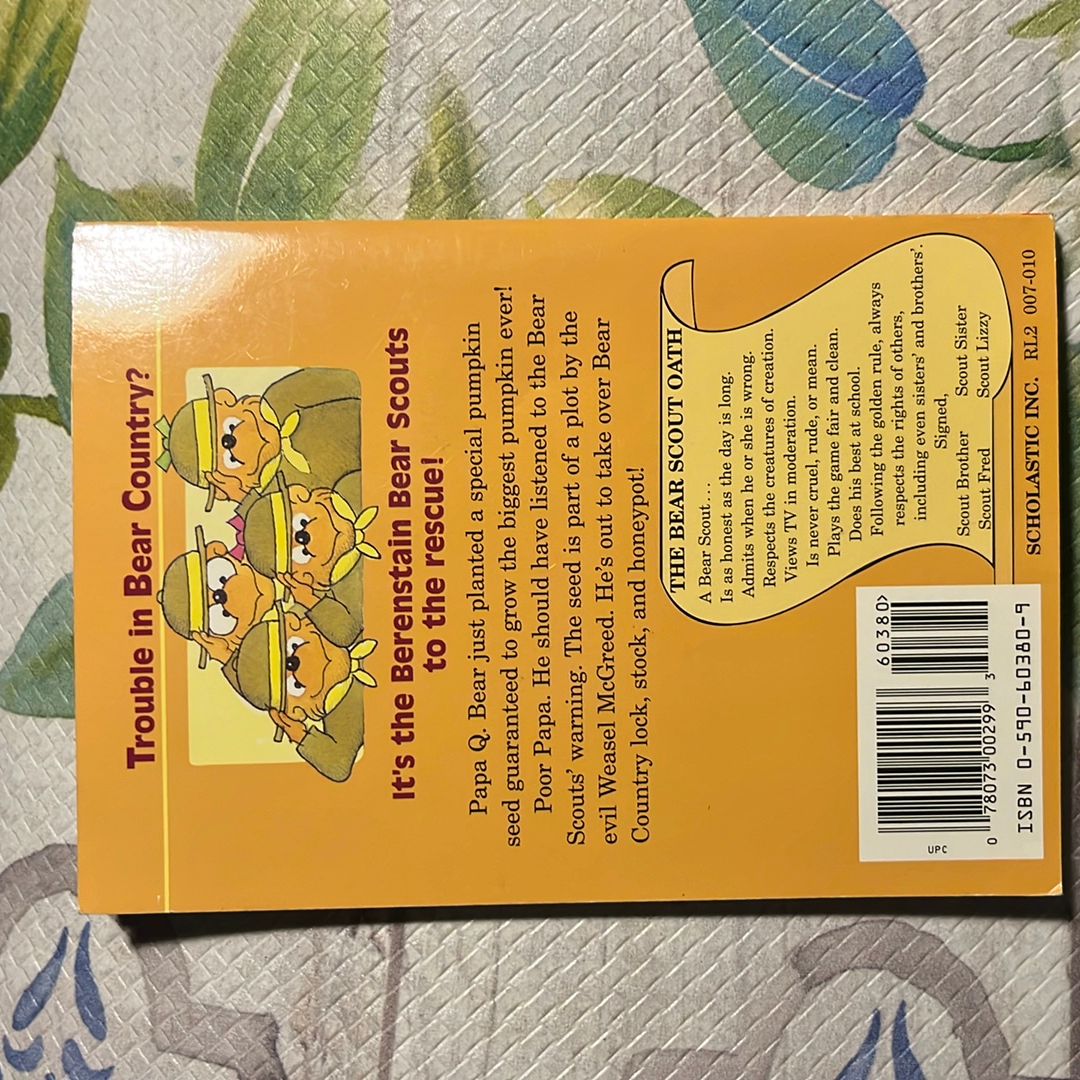 Trouble in Bear Country?
It's the Berenstain Bear Scouts
to the rescue!
Papa Q. Bear just planted a special pumpkin
seed guaranteed to grow the biggest pumpkin ever!
Poor Papa. He should have listened to the Bear
Scouts' warning. The seed is part of a plot by the
evil Weasel McGreed. He's out to take over Bear
Country lock, stock, and honeypot!
THE BEAR SCOUT OATH
A Bear Scout....
Is as honest as the day is long.
Admits when he or she is wrong.
Respects the creatures of creation.
Views TV in moderation.
Is never cruel, rude, or mean.
Plays the game fair and clean.
Does his best at school.
Following the golden rule, always
respects the rights of others,
including even sisters' and brothers'.
Signed,
Scout Brother Scout Sister
Scout Fred Scout Lizzy
SCHOLASTIC INC. RL2 007-010
UPC
60380>
0 78073 00299 3
ISBN 0-590-60380-9